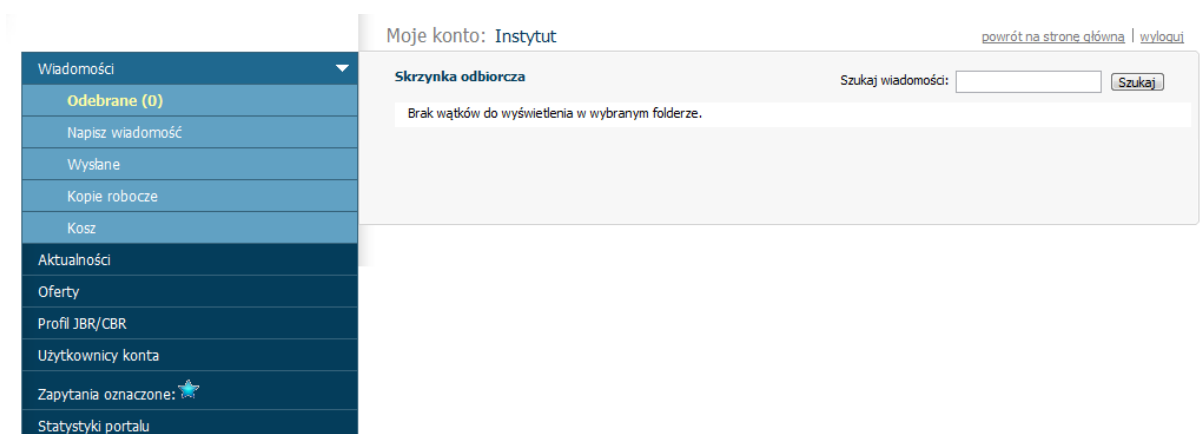 Moje konto: Instytut
powrót na strone główna | wyloguj
Wiadomości
Odebrane (0)
Napisz wiadomość
Wysłane
Kopie robocze
Kosz
Aktualności
Oferty
Profil JBR/CBR
Użytkownicy konta
Zapytania oznaczone:
Statystyki portalu
Skrzynka odbiorcza
Szukaj wiadomości: Szukaj
Brak wątków do wyświetlenia w wybranym folderze.